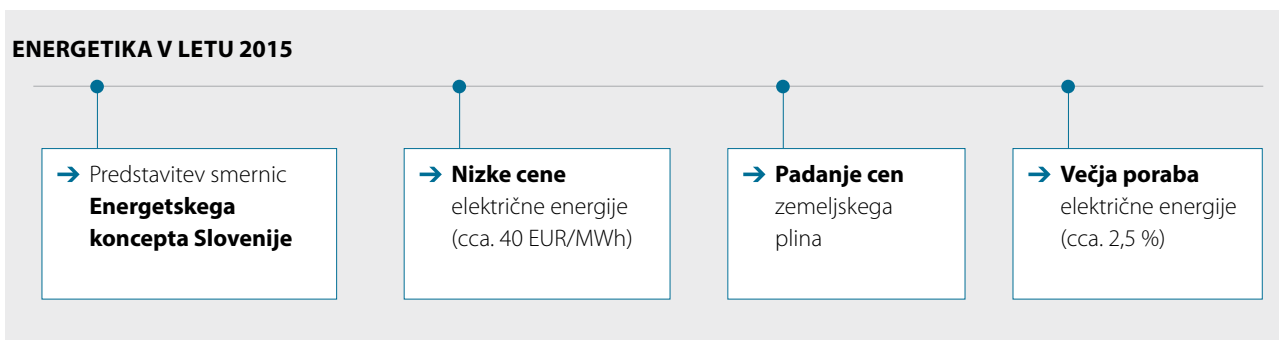 ENERGETIKA V LETU 2015
➔ Predstavitev smernic
Energetskega
koncepta Slovenije
➔ Nizke cene
električne energije
(cca. 40 EUR/MWh)
➔ Padanje cen
zemeljskega
plina
➔ Večja poraba
električne energije
(cca. 2,5 %)